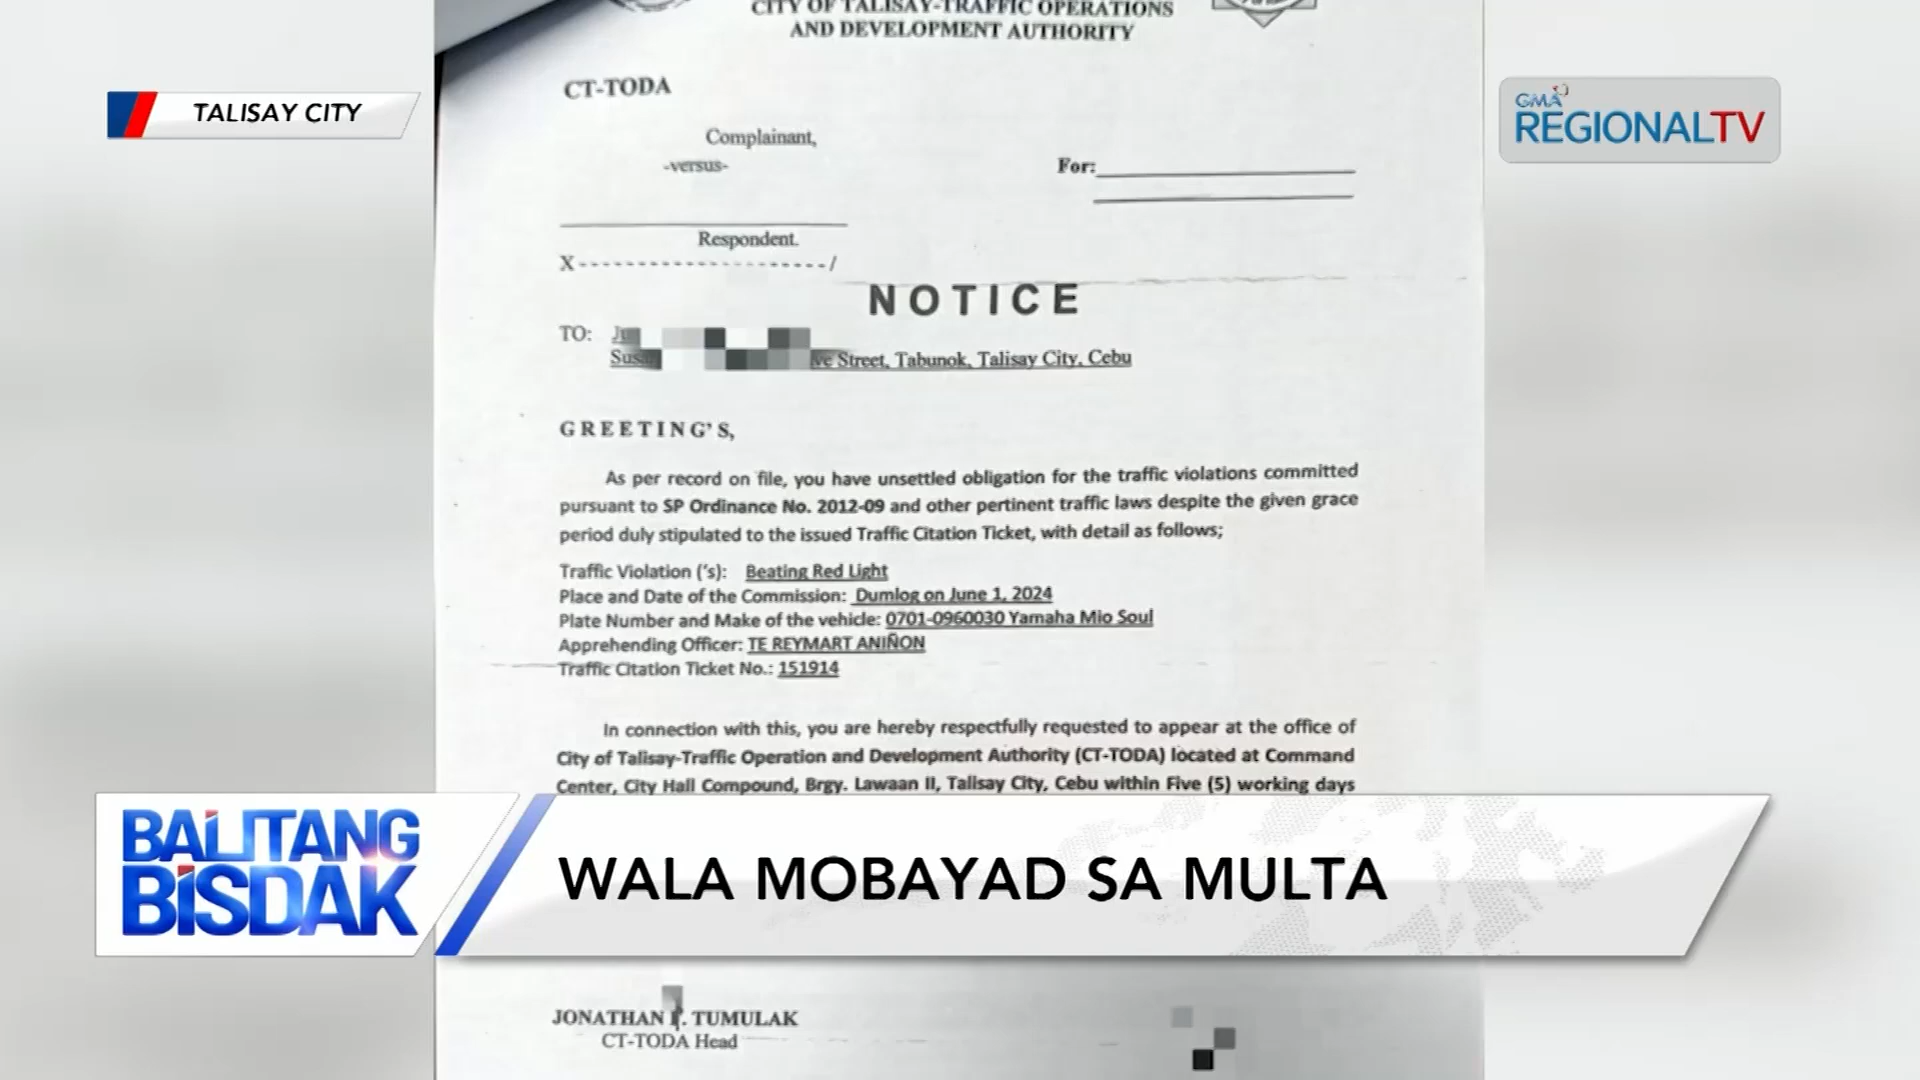 CITY OF TALISAY-TRAFFIC OPERATIONS
AND DEVELOPMENT AUTHORITY
TALISAY CITY
GMA
REGIONALTV
CT-TODA
Complainant,
-versus-
For:
Respondent.
X - - - - - - - - - - - - - - - - - - - - - - /
NOTICE
TO:
Street, Tabunok, Talisay City, Cebu
GREETING'S,
As per record on file, you have unsettled obligation for the traffic violations committed
pursuant to SP Ordinance No. 2012-09 and other pertinent traffic laws despite the given grace
period duly stipulated to the issued Traffic Citation Ticket, with detail as follows;
Traffic Violation ('s): Beating Red Light
Place and Date of the Commission: Dumlog on June 1, 2024
Plate Number and Make of the vehicle: 0701-0960030 Yamaha Mio Soul
Apprehending Officer: TE REYMART ANIÑON
Traffic Citation Ticket No.: 151914
In connection with this, you are hereby respectfully requested to appear at the office of
City of Talisay-Traffic Operation and Development Authority (CT-TODA) located at Command
Center, City Hall Compound, Brgy. Lawaan II, Talisay City, Cebu within Five (5) working days
BALITANG
BISDAK
WALA MOBAYAD SA MULTA
JONATHAN P. TUMULAK
CT-TODA Head